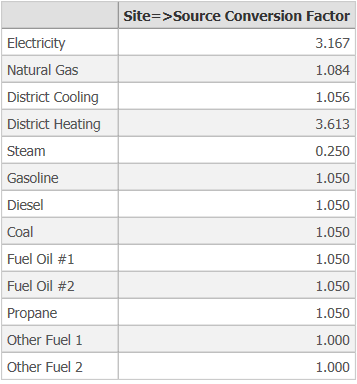 Site=>Source Conversion Factor
Electricity 3.167
Natural Gas 1.084
District Cooling 1.056
District Heating 3.613
Steam 0.250
Gasoline 1.050
Diesel 1.050
Coal 1.050
Fuel Oil #1 1.050
Fuel Oil #2 1.050
Propane 1.050
Other Fuel 1 1.000
Other Fuel 2 1.000